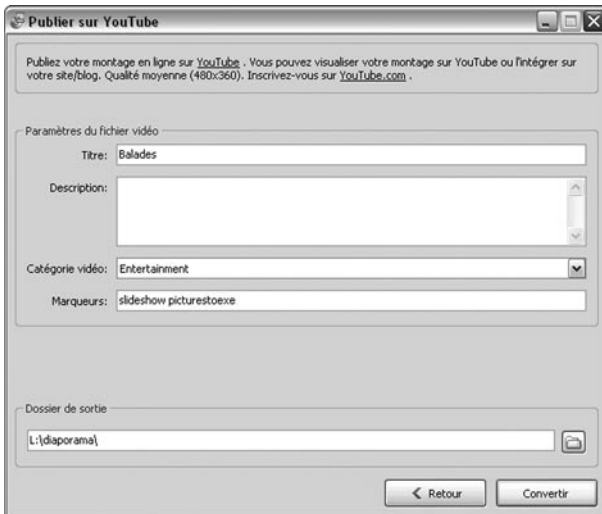 Publier sur YouTube
Publiez votre montage en ligne sur YouTube . Vous pouvez visualiser votre montage sur YouTube ou l'intégrer sur
votre site/blog. Qualité moyenne (480x360). Inscrivez-vous sur YouTube.com .
Paramètres du fichier vidéo
Titre: Balades
Description:
Catégorie vidéo: Entertainment
Marqueurs: slideshow picturestoexe
Dossier de sortie
L:\diaporama\
Retour Convertir